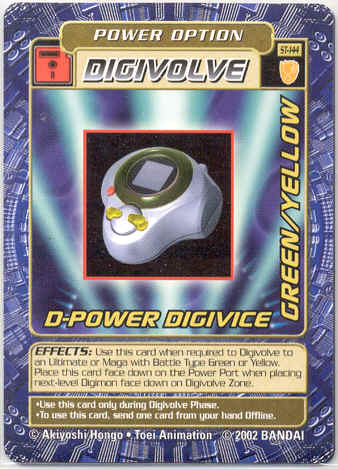 POWER OPTION
ST-144
DIGIVOLVE
GREEN/YELLOW
D-POWER DIGIVICE
EFFECTS: Use this card when required to Digivolve to
an Ultimate or Mega with Battle Type Green or Yellow.
Place this card face down on the Power Port when placing
next-level Digimon face down on Digivolve Zone.
•Use this card only during Digivolve Phase.
•To use this card, send one card from your hand Offline.
© Akiyoshi Hongo • Toei Animation © 2002 BANDAI